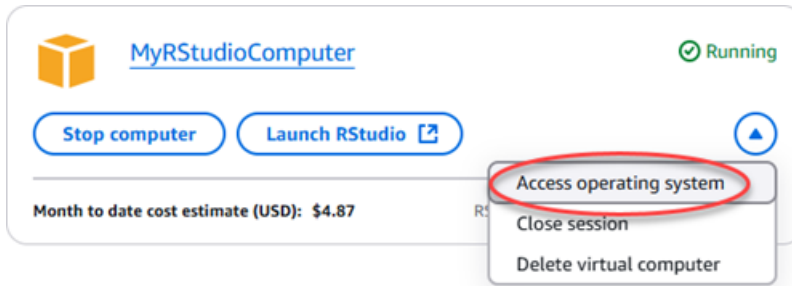 MyRStudioComputer
Running
Stop computer
Launch RStudio
Access operating system
Month to date cost estimate (USD): $4.87
Close session
Delete virtual computer